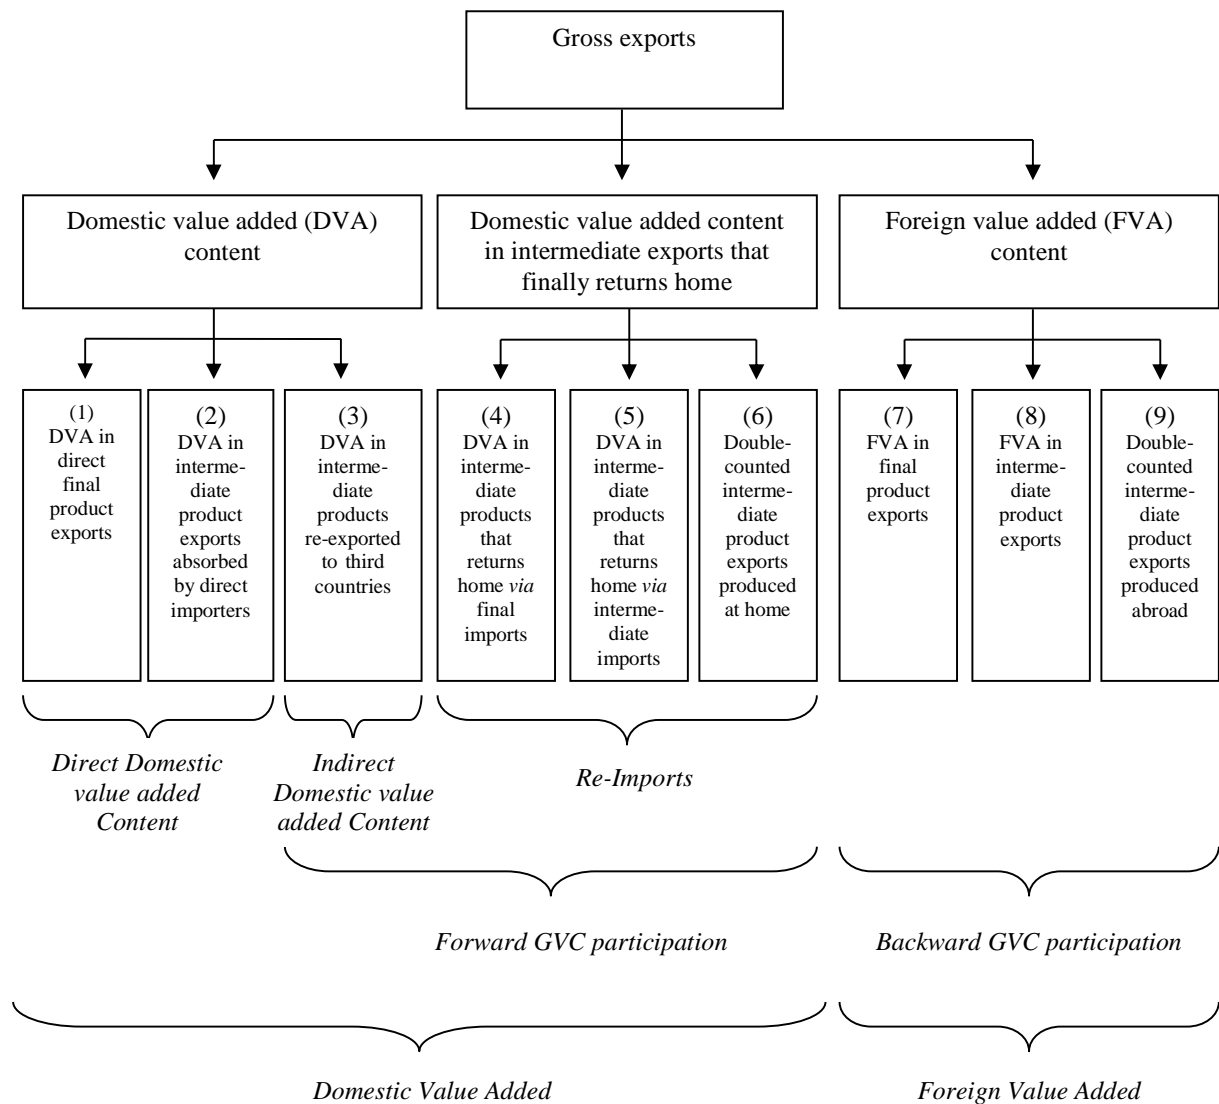 Gross exports
Domestic value added (DVA)
content
Domestic value added content
in intermediate exports that
finally returns home
Foreign value added (FVA)
content
(1)
DVA in
direct
final
product
exports
(2)
DVA in
interme-
diate
product
exports
absorbed
by direct
importers
(3)
DVA in
interme-
diate
products
re-exported
to third
countries
(4)
DVA in
interme-
diate
products
that
returns
home via
final
imports
(5)
DVA in
interme-
diate
products
that
returns
home via
interme-
diate
imports
(6)
Double-
counted
interme-
diate
product
exports
produced
at home
(7)
FVA in
final
product
exports
(8)
FVA in
interme-
diate
product
exports
(9)
Double-
counted
interme-
diate
product
exports
produced
abroad
Direct Domestic
value added
Content
Indirect
Domestic value
added Content
Re-Imports
Forward GVC participation
Backward GVC participation
Domestic Value Added
Foreign Value Added